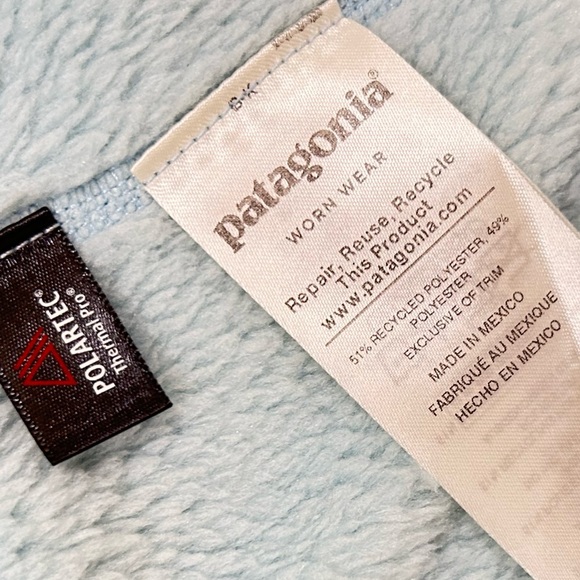 patagonia®
WORN WEAR
Repair, Reuse, Recycle
This Product
www.patagonia.com
51% RECYCLED POLYESTER, 49%
POLYESTER
EXCLUSIVE OF TRIM
MADE IN MEXICO
FABRIQUÉ AU MEXIQUE
HECHO EN MEXICO
POLARTEC®
Thermal Pro®